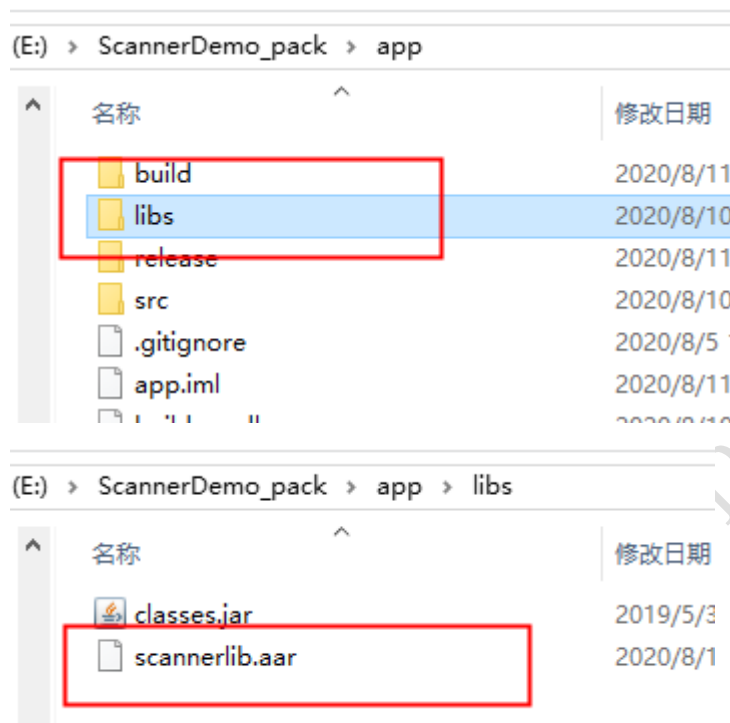 (E:) > ScannerDemo_pack > app
名称 修改日期
build 2020/8/11
libs 2020/8/10
release 2020/8/11
src 2020/8/10
.gitignore 2020/8/5
app.iml 2020/8/11
(E:) > ScannerDemo_pack > app > libs
名称 修改日期
classes.jar 2019/5/3
scannerlib.aar 2020/8/1